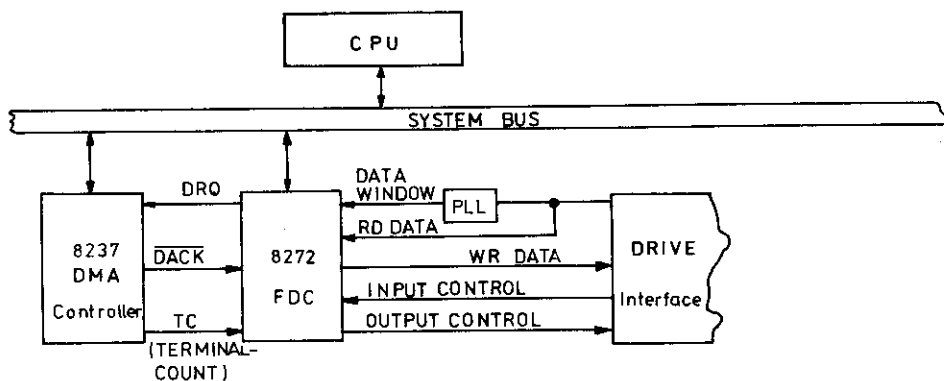 CPU
SYSTEM BUS
DRQ
DATA
WINDOW
PLL
RD DATA
8237
DMA
Controller
DACK
8272
FDC
WR DATA
DRIVE
Interface
INPUT CONTROL
TC
OUTPUT CONTROL
(TERMINAL-
COUNT)